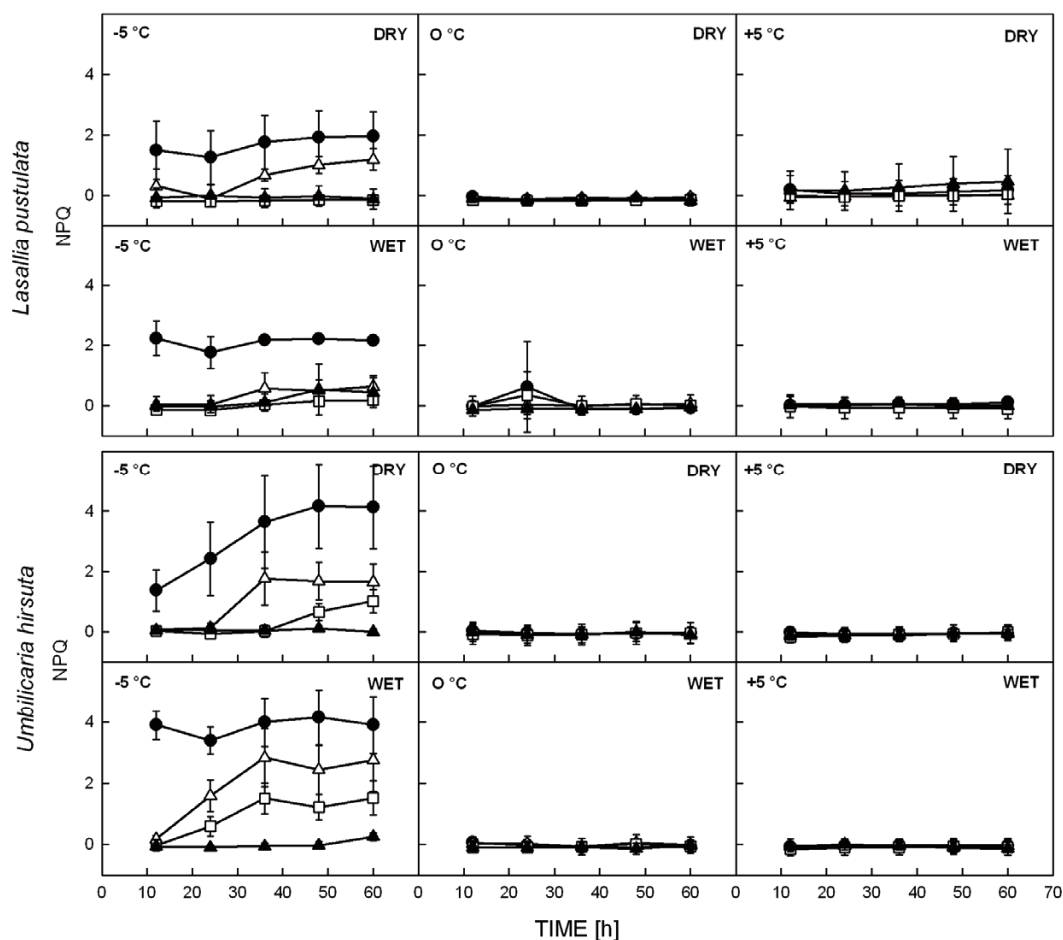 -5 °C DRY O °C DRY +5 °C DRY
4
2
0
-5 °C WET O °C WET +5 °C WET
4
2
0
Lasallia pustulata
NPQ
-5 °C DRY O °C DRY +5 °C DRY
4
2
0
-5 °C WET O °C WET +5 °C WET
4
2
0
Umbilicaria hirsuta
NPQ
0 10 20 30 40 50 60 0 10 20 30 40 50 60 0 10 20 30 40 50 60 70
TIME [h]